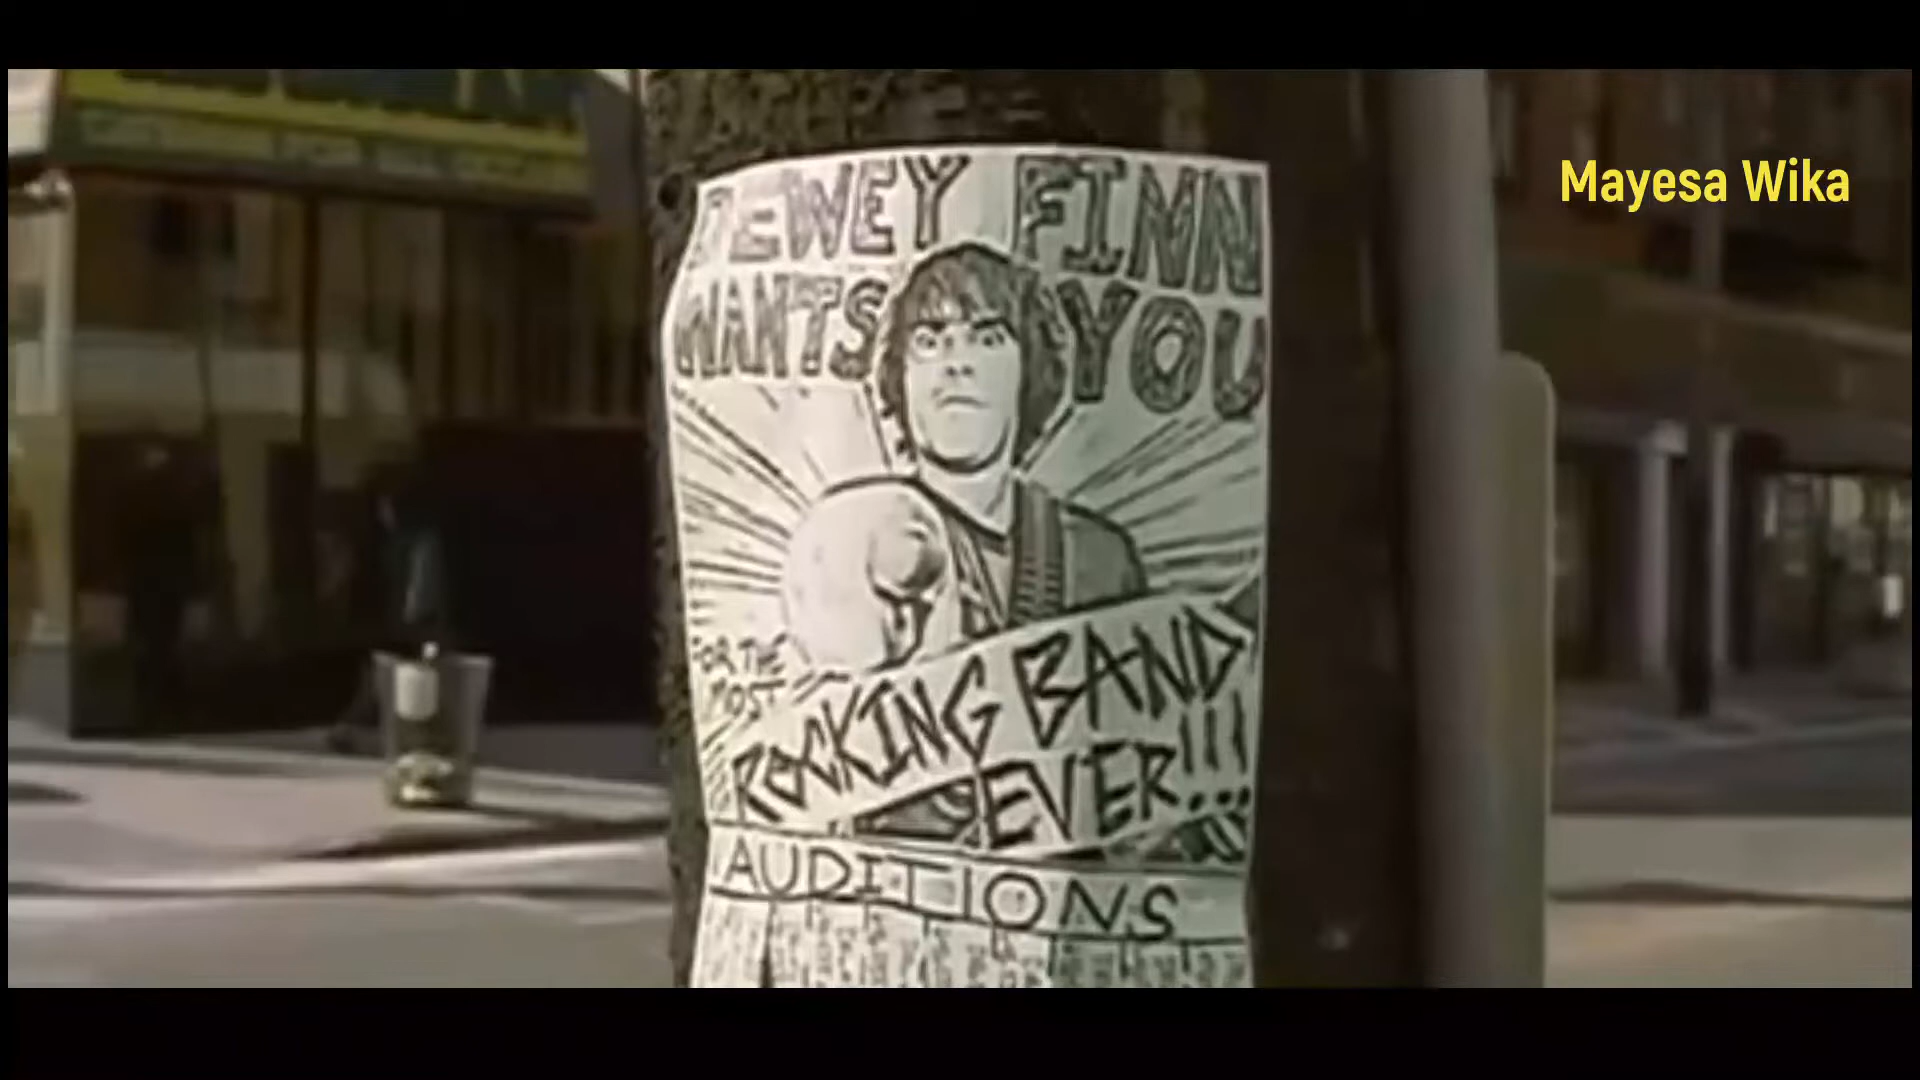 Mayesa Wika
DEWEY FINN
WANTS YOU
FOR THE
MOST
ROCKING BAND
EVER...!!!
AUDITIONS